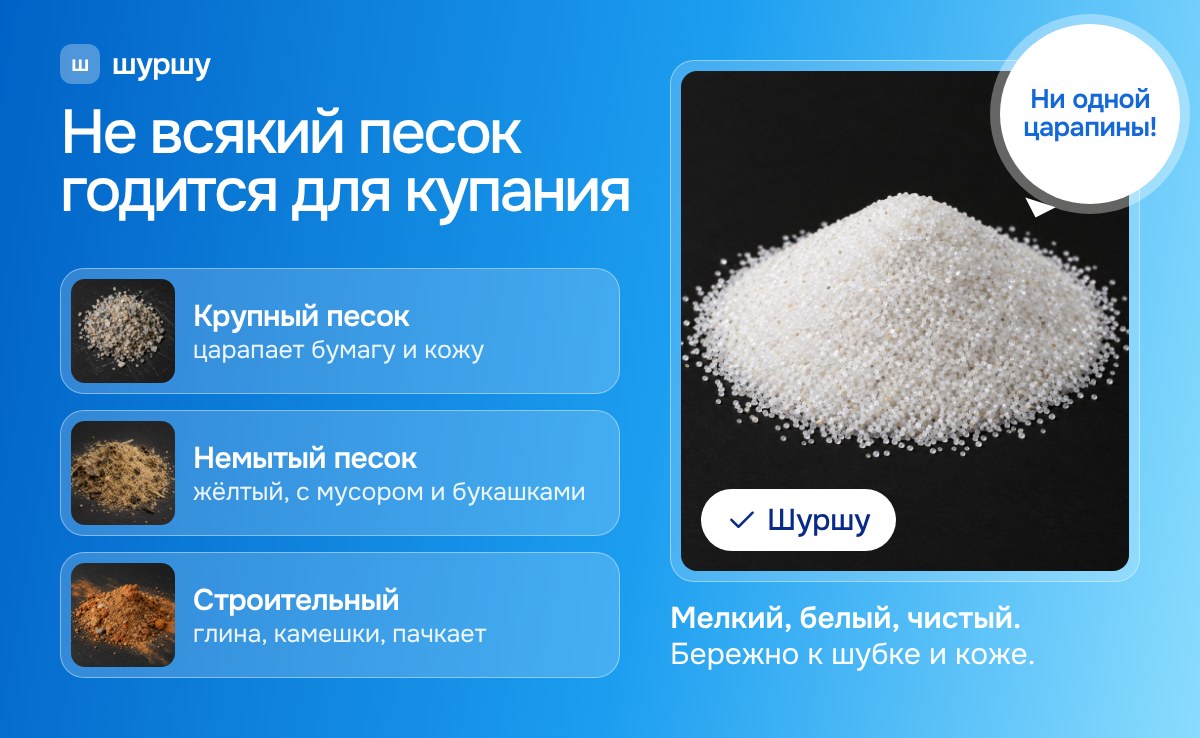 ш шуршу
Не всякий песок
годится для купания
Крупный песок
царапает бумагу и кожу
Немытый песок
жёлтый, с мусором и букашками
Строительный
глина, камешки, пачкает
Ни одной
царапины!
Шуршу
Мелкий, белый, чистый.
Бережно к шубке и коже.